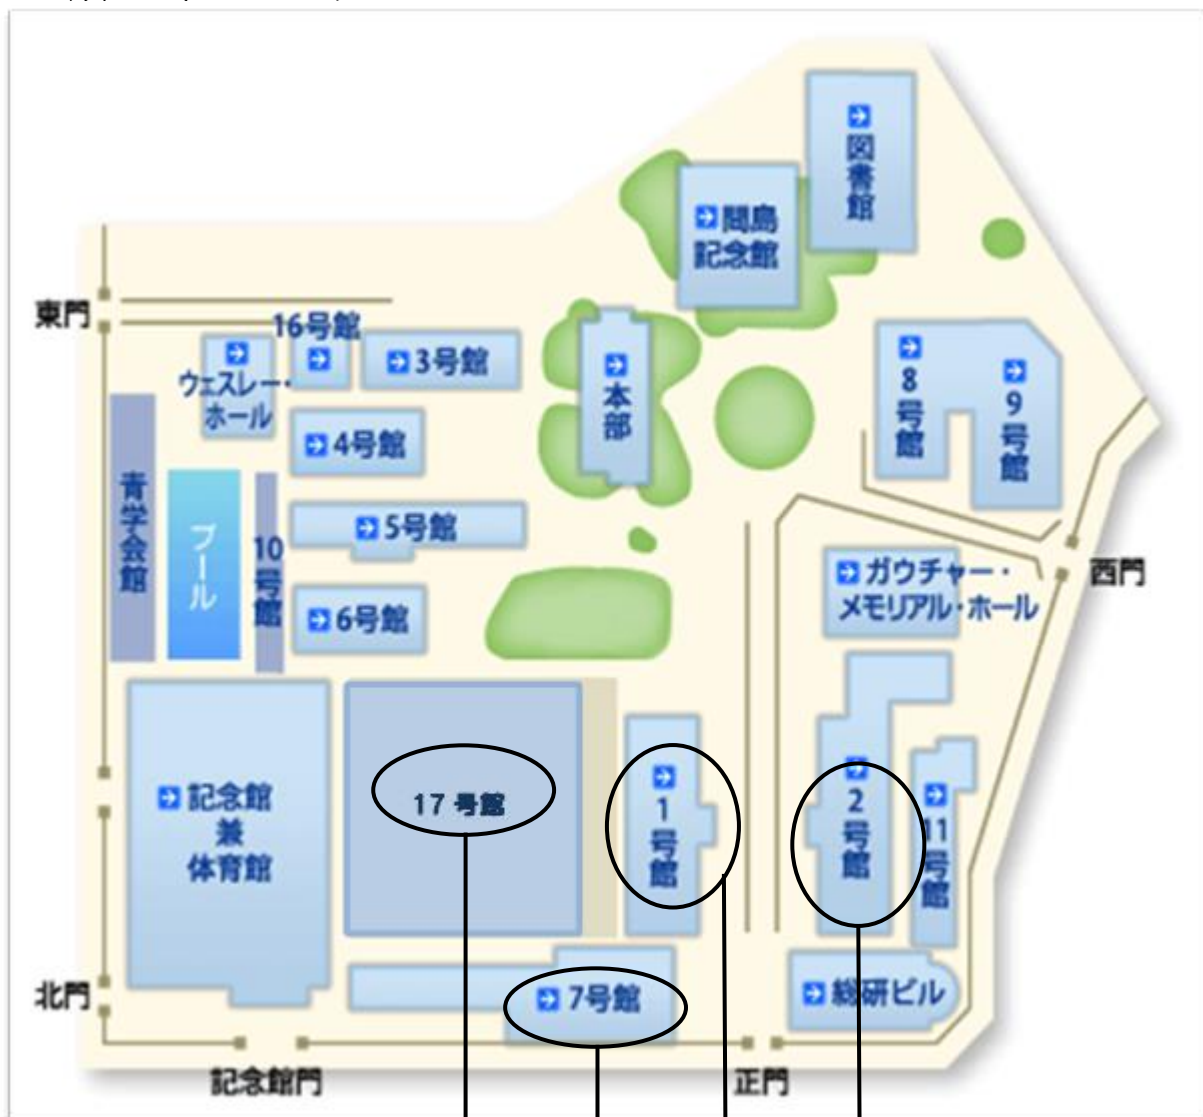 図書館
間島
記念館
東門
16号館
ウェスレー・
ホール
3号館
本部
8号館
9号館
4号館
青学会館
プール
10号館
5号館
6号館
西門
ガウチャー・
メモリアル・ホール
記念館
兼
体育館
17 号館
1号館
2号館
11号館
北門
7号館
総研ビル
記念館門
正門